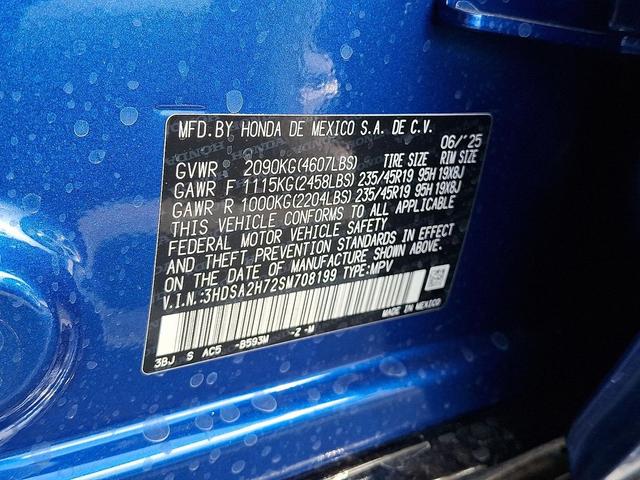 MFD. BY HONDA DE MEXICO S.A. DE C.V.
06/'25
GVWR 2090KG(4607LBS) TIRE SIZE RIM SIZE
GAWR F 1115KG(2458LBS) 235/45R19 95H 19X8J
GAWR R 1000KG(2204LBS) 235/45R19 95H 19X8J
THIS VEHICLE CONFORMS TO ALL APPLICABLE
FEDERAL MOTOR VEHICLE SAFETY
AND THEFT PREVENTION STANDARDS IN EFFECT
ON THE DATE OF MANUFACTURE SHOWN ABOVE.
V.I.N.:3HDSA2H72SM708199 TYPE:MPV
MADE IN MEXICO
3BJ S AC5 -B593M -Z -M